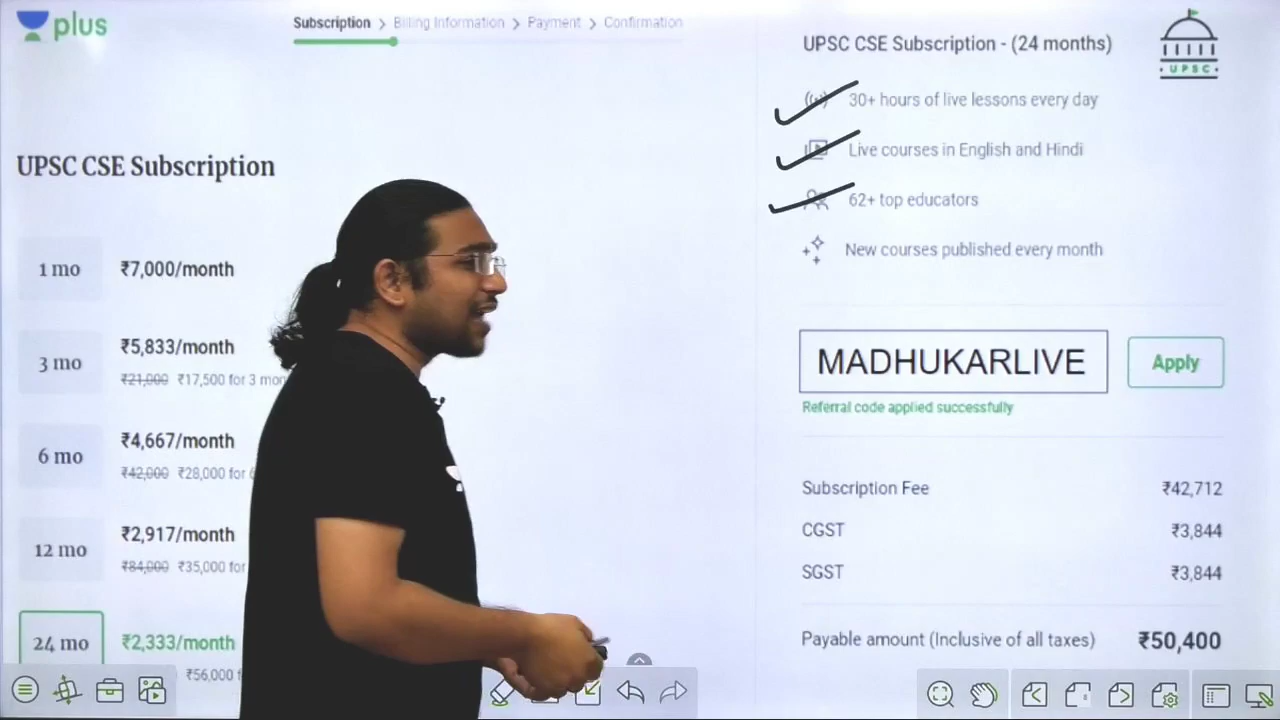 plus
Subscription > Billing Information > Payment > Confirmation
UPSC CSE Subscription
1 mo ₹7,000/month
3 mo ₹5,833/month
₹21,000 ₹17,500 for 3 mon
6 mo ₹4,667/month
₹42,000 ₹28,000 for
12 mo ₹2,917/month
₹84,000 ₹35,000 for
24 mo ₹2,333/month
₹56,000 f
UPSC CSE Subscription - (24 months)
UPSC
30+ hours of live lessons every day
Live courses in English and Hindi
62+ top educators
New courses published every month
MADHUKARLIVE Apply
Referral code applied successfully
Subscription Fee ₹42,712
CGST ₹3,844
SGST ₹3,844
Payable amount (Inclusive of all taxes) ₹50,400